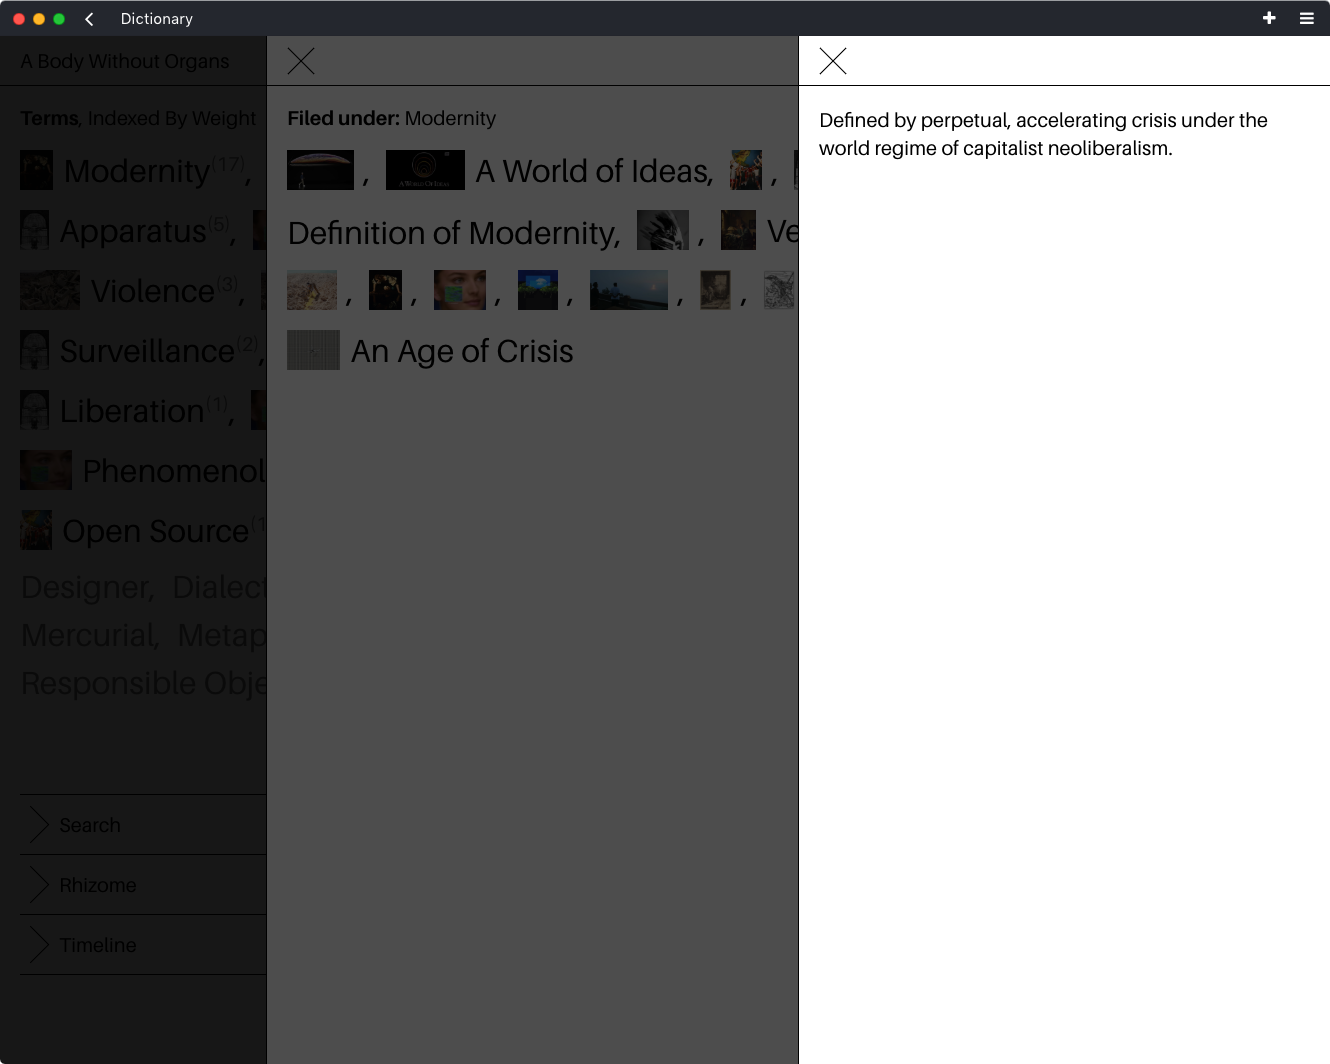 Dictionary
A Body Without Organs
Terms, Indexed By Weight
Modernity(17),
Apparatus(5),
Violence(3),
Surveillance(2),
Liberation(1),
Phenomenol
Open Source(1
Designer, Dialect
Mercurial, Metap
Responsible Obje
Search
Rhizome
Timeline
Filed under: Modernity
, A WORLD OF IDEAS A World of Ideas, ,
Definition of Modernity, , Ve
, , , , , ,
An Age of Crisis
Defined by perpetual, accelerating crisis under the
world regime of capitalist neoliberalism.